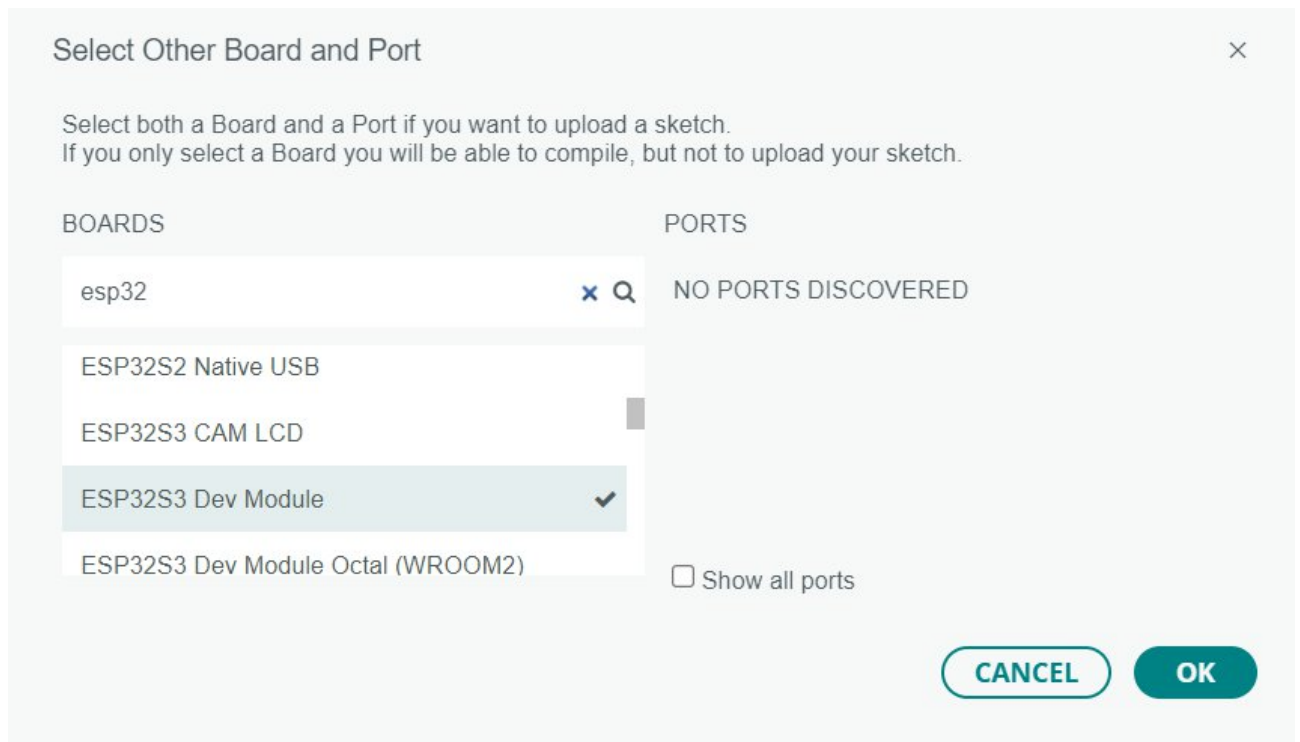 Select Other Board and Port
Select both a Board and a Port if you want to upload a sketch.
If you only select a Board you will be able to compile, but not to upload your sketch.
BOARDS
esp32
ESP32S2 Native USB
ESP32S3 CAM LCD
ESP32S3 Dev Module
ESP32S3 Dev Module Octal (WROOM2)
PORTS
NO PORTS DISCOVERED
Show all ports
CANCEL
OK